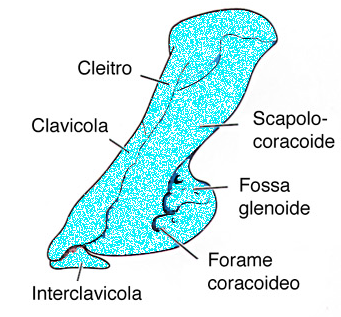 Cleitro
Clavicola
Scapolo-
coracoide
Fossa
glenoide
Forame
coracoideo
Interclavicola